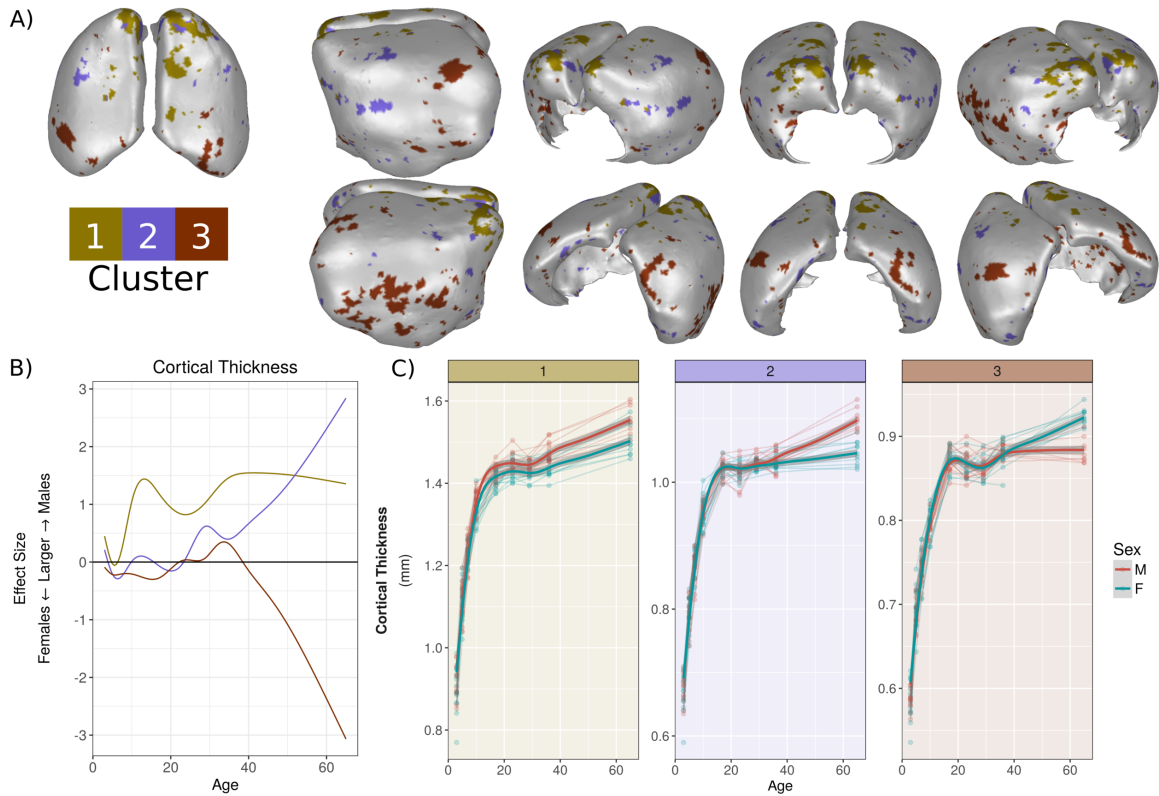 A)
1 2 3
Cluster
B)
Cortical Thickness
3
2
1
0
-1
-2
-3
Effect Size
Females ← Larger → Males
0 20 40 60
Age
C)
1 2 3
Cortical Thickness
(mm)
1.6
1.4
1.2
1.0
0.8
1.0
0.8
0.6
0.9
0.8
0.7
0.6
0 20 40 60
0 20 40 60
0 20 40 60
Age
Sex
M
F